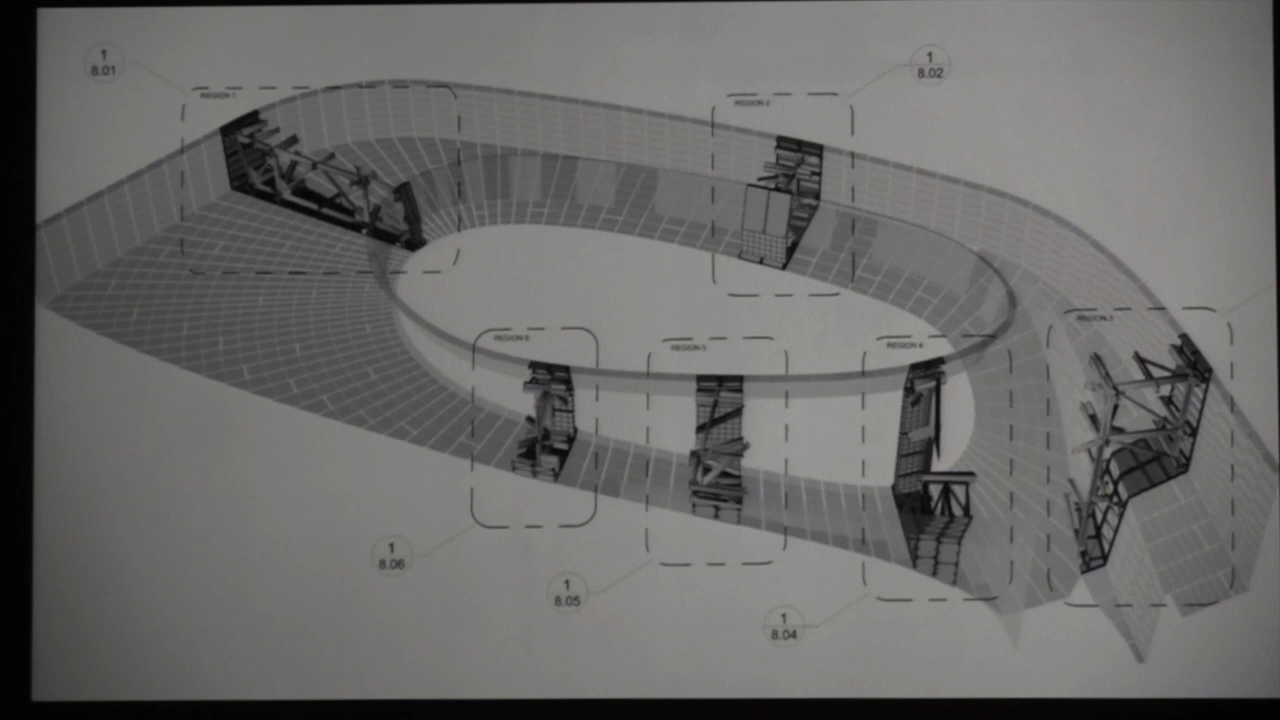 1
8.01
REGION 1
1
8.02
REGION 2
REGION 3
REGION 6
REGION 5
REGION 4
1
8.06
1
8.05
1
8.04